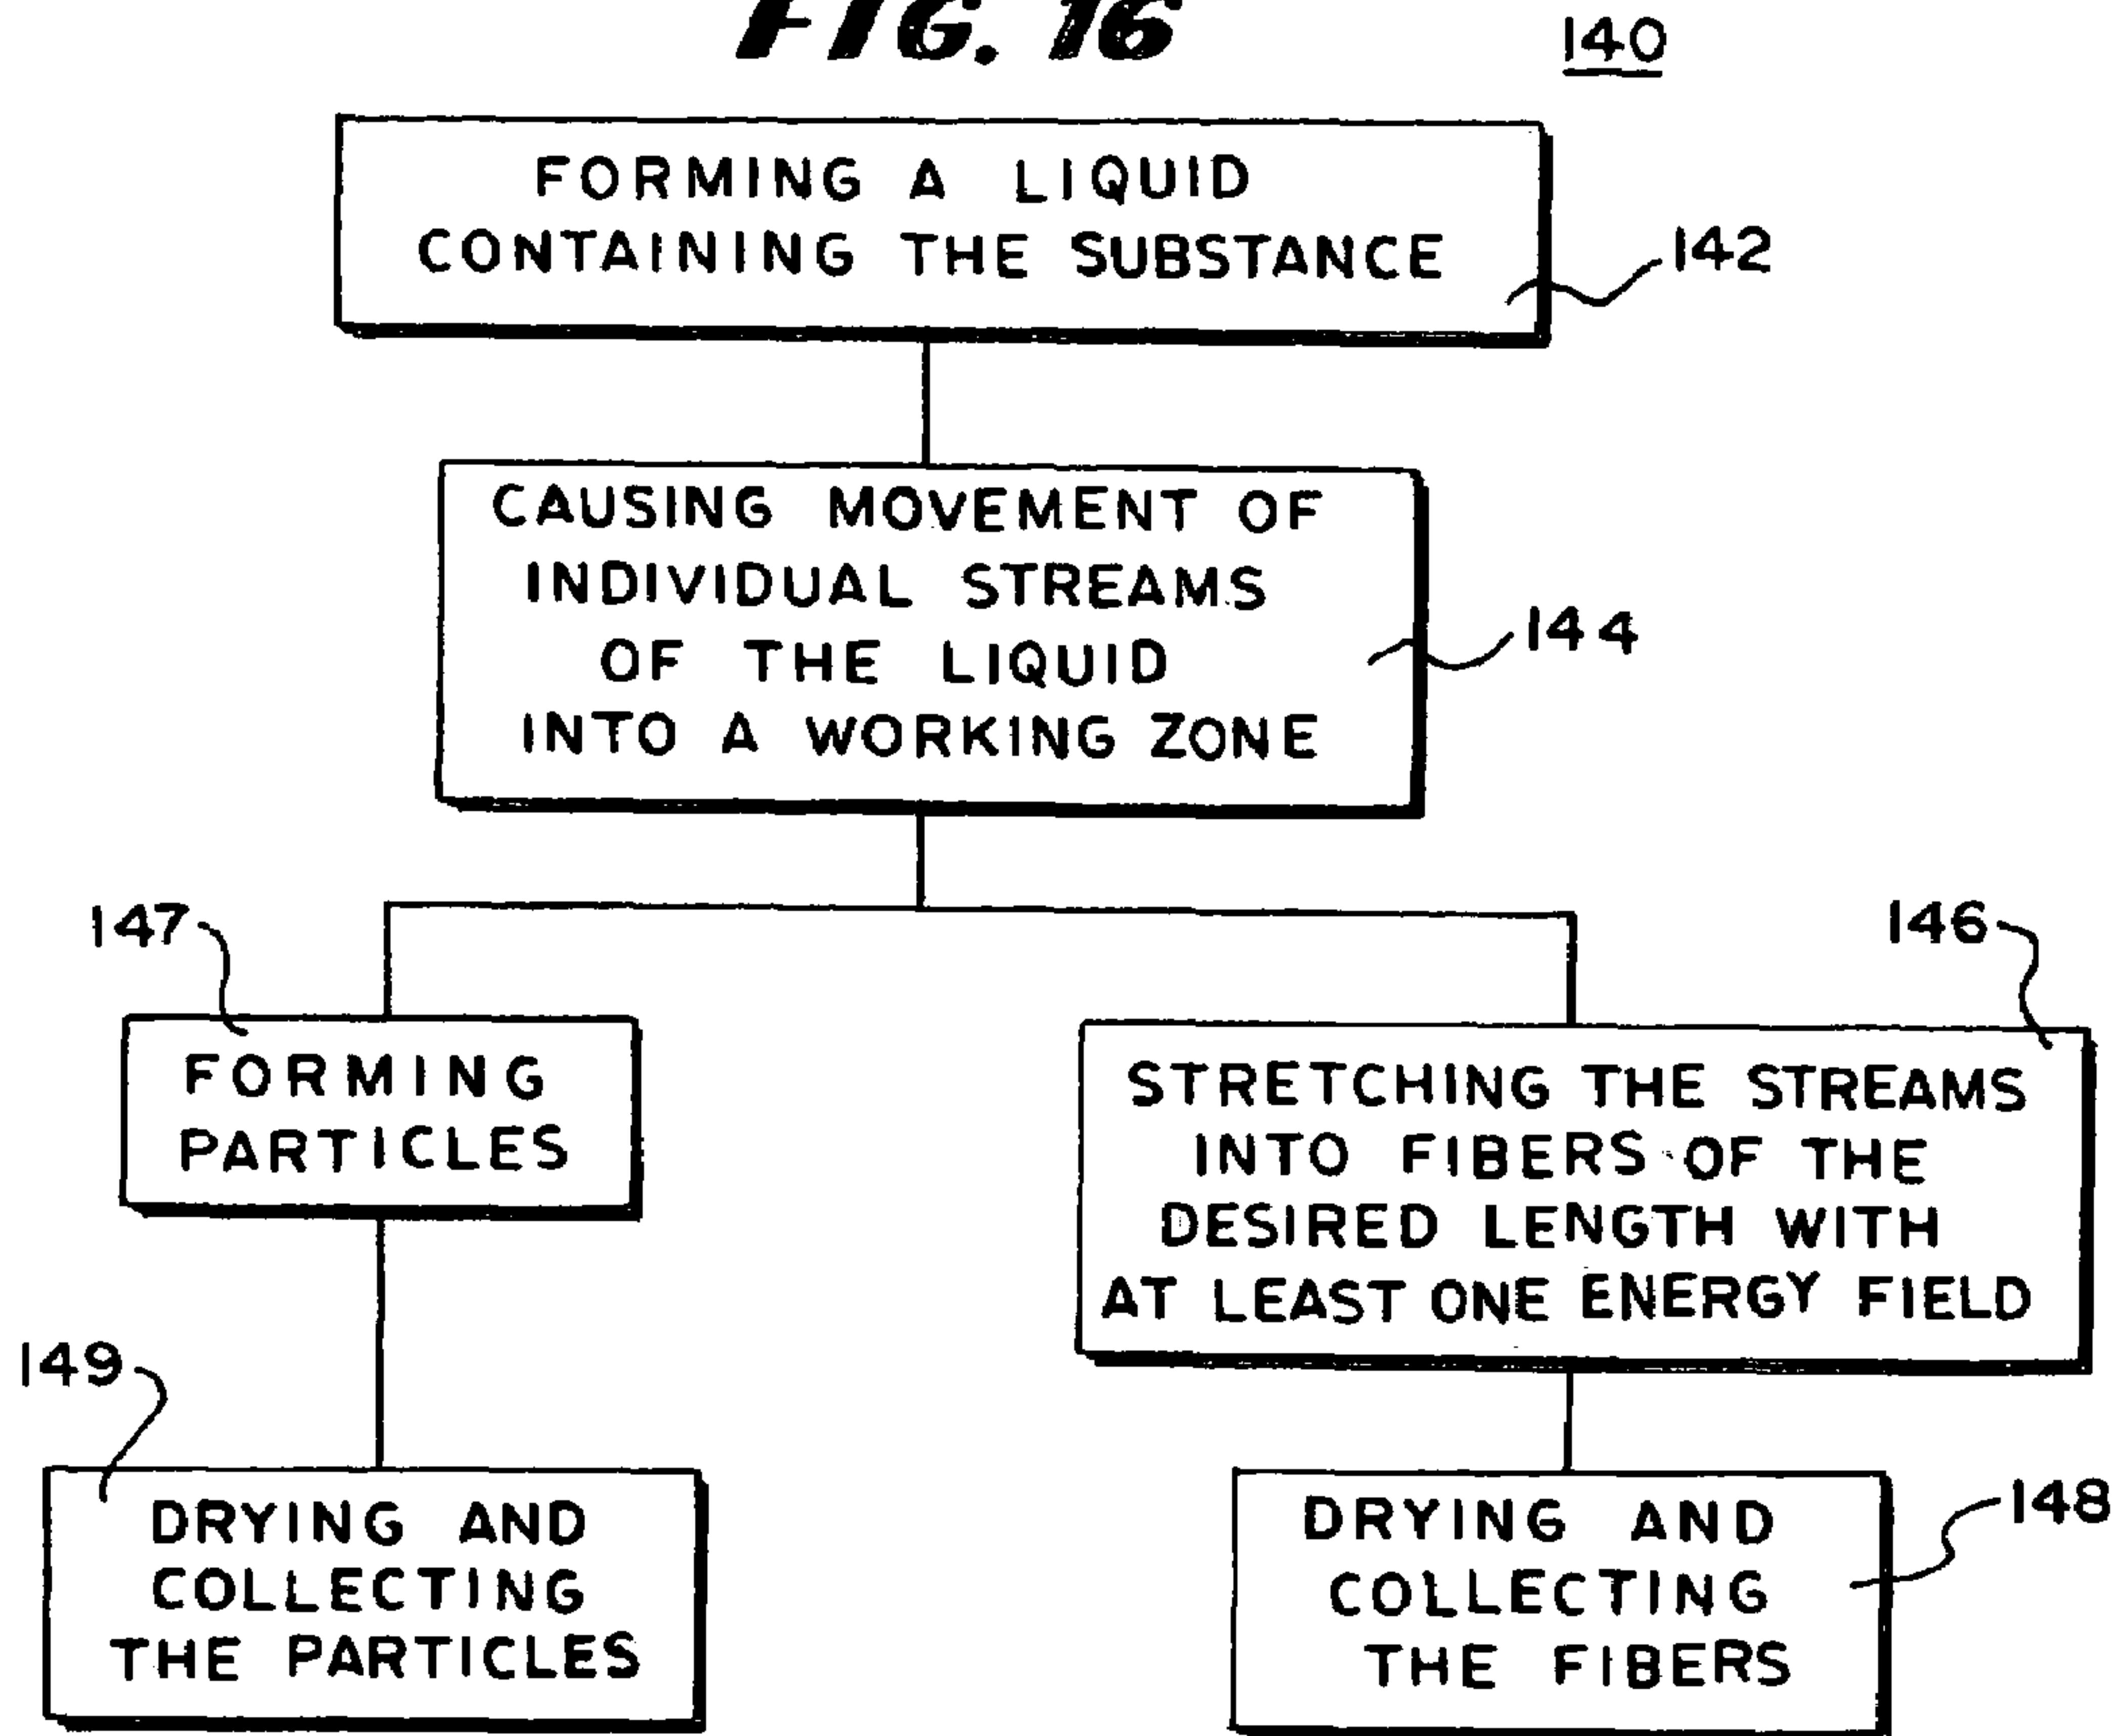 FIG. 16
140
FORMING A LIQUID
CONTAINING THE SUBSTANCE
142
CAUSING MOVEMENT OF
INDIVIDUAL STREAMS
OF THE LIQUID
INTO A WORKING ZONE
144
147
146
FORMING
PARTICLES
STRETCHING THE STREAMS
INTO FIBERS OF THE
DESIRED LENGTH WITH
AT LEAST ONE ENERGY FIELD
149
DRYING AND
COLLECTING
THE PARTICLES
DRYING AND
COLLECTING
THE FIBERS
148